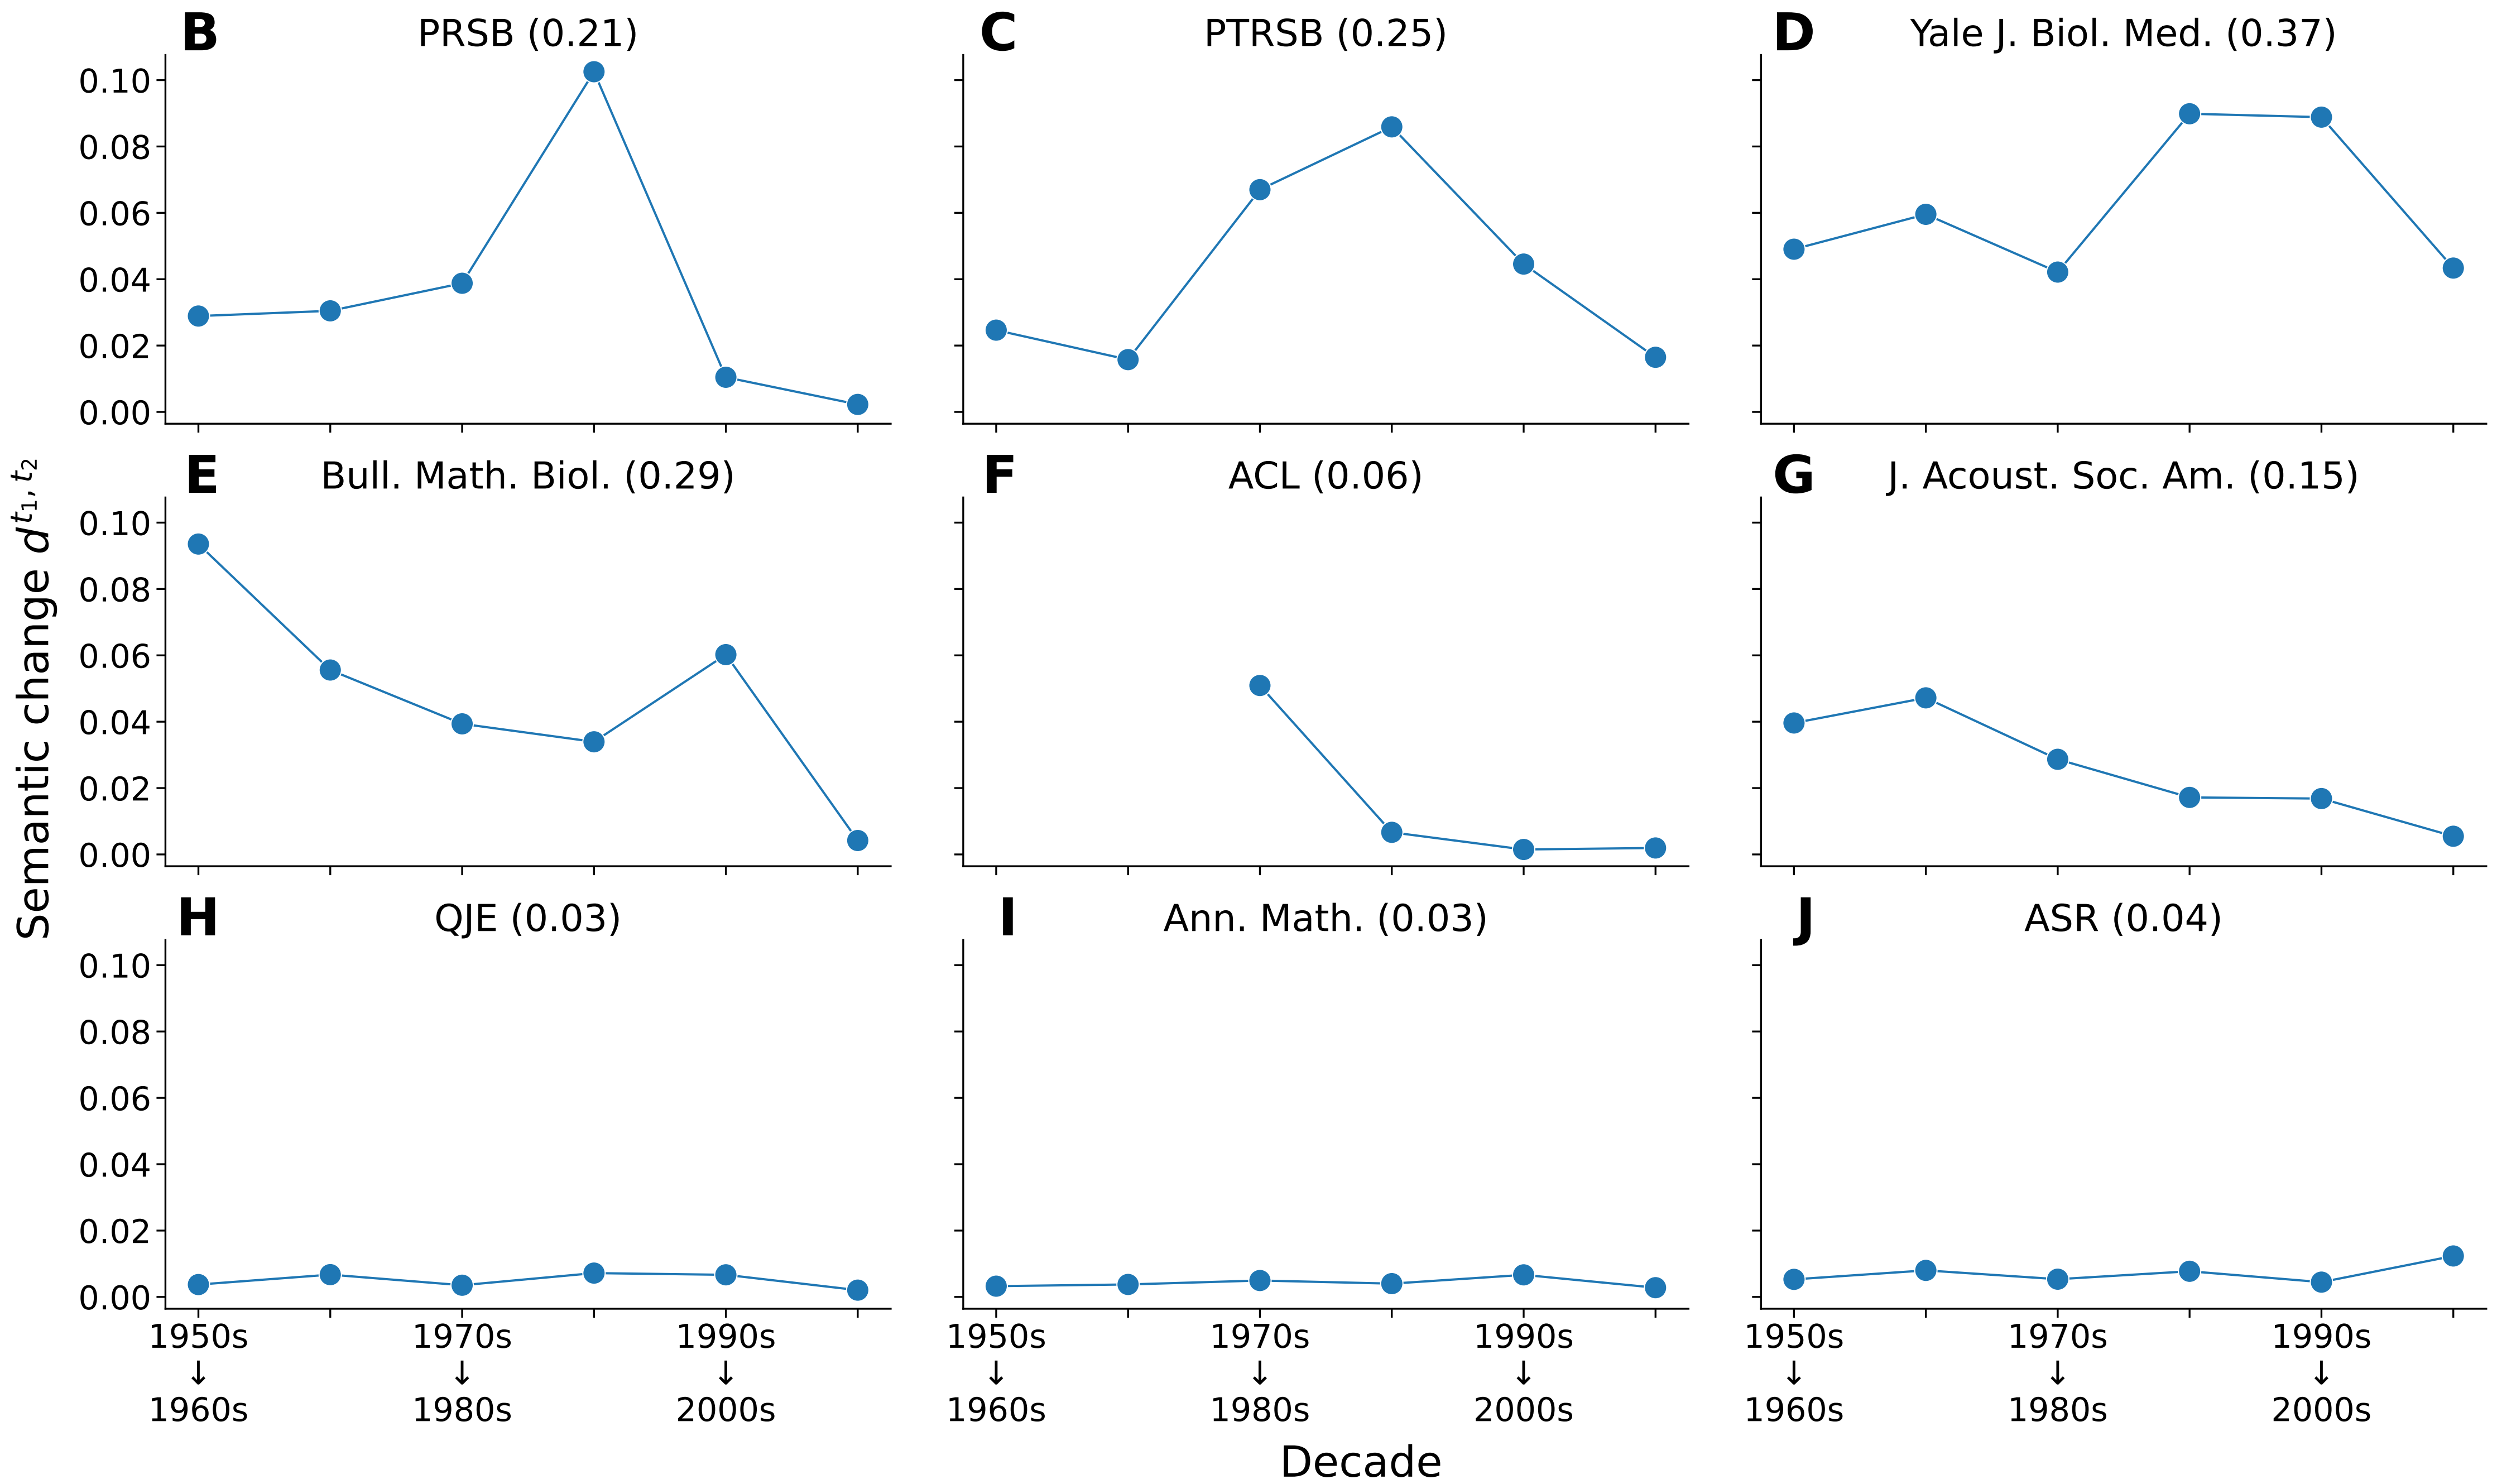 B PRSB (0.21)
C PTRSB (0.25)
D Yale J. Biol. Med. (0.37)
0.10
0.08
0.06
0.04
0.02
0.00
E Bull. Math. Biol. (0.29)
F ACL (0.06)
G J. Acoust. Soc. Am. (0.15)
0.10
0.08
0.06
0.04
0.02
0.00
Semantic change d^{t_1, t_2}
H QJE (0.03)
I Ann. Math. (0.03)
J ASR (0.04)
0.10
0.08
0.06
0.04
0.02
0.00
1950s 1970s 1990s 1950s 1970s 1990s 1950s 1970s 1990s
↓ ↓ ↓ ↓ ↓ ↓ ↓ ↓ ↓
1960s 1980s 2000s 1960s 1980s 2000s 1960s 1980s 2000s
Decade